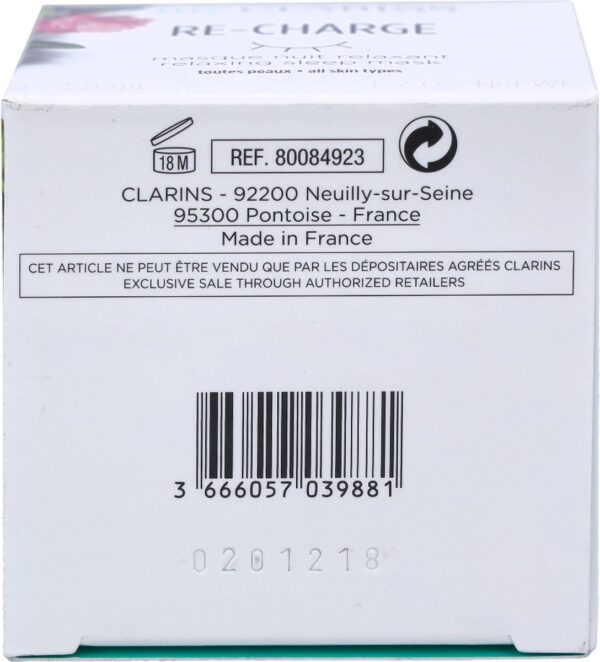 RE-CHARGE
masque nuit relaxant
relaxing sleep mask
toutes peaux • all skin types
18 M
REF. 80084923
CLARINS - 92200 Neuilly-sur-Seine
95300 Pontoise - France
Made in France
CET ARTICLE NE PEUT ÊTRE VENDU QUE PAR LES DÉPOSITAIRES AGRÉÉS CLARINS
EXCLUSIVE SALE THROUGH AUTHORIZED RETAILERS
3 666057 039881
0201218